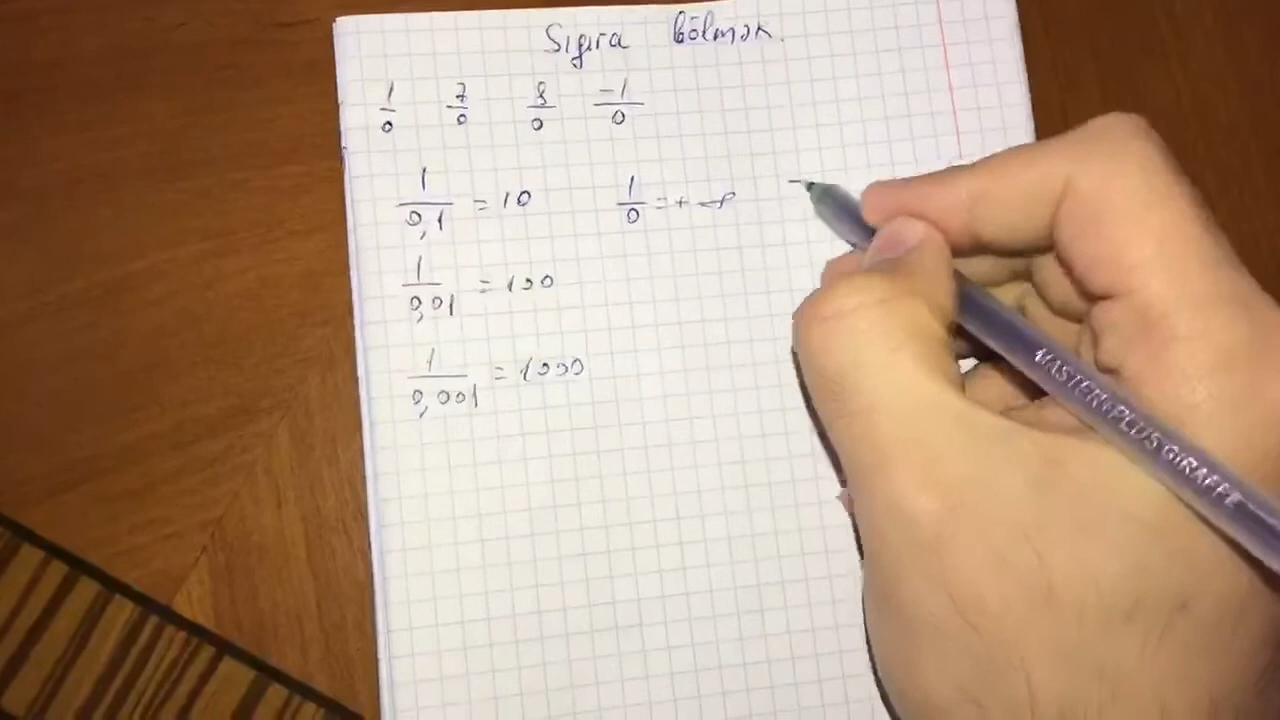 Sıfıra bölmək.
1/0 7/0 8/0 -1/0
1/0,1 = 10 1/0 = + ∞ -
1/0,01 = 100
1/0,001 = 1000
MASTER+PLUS GIRAFFE